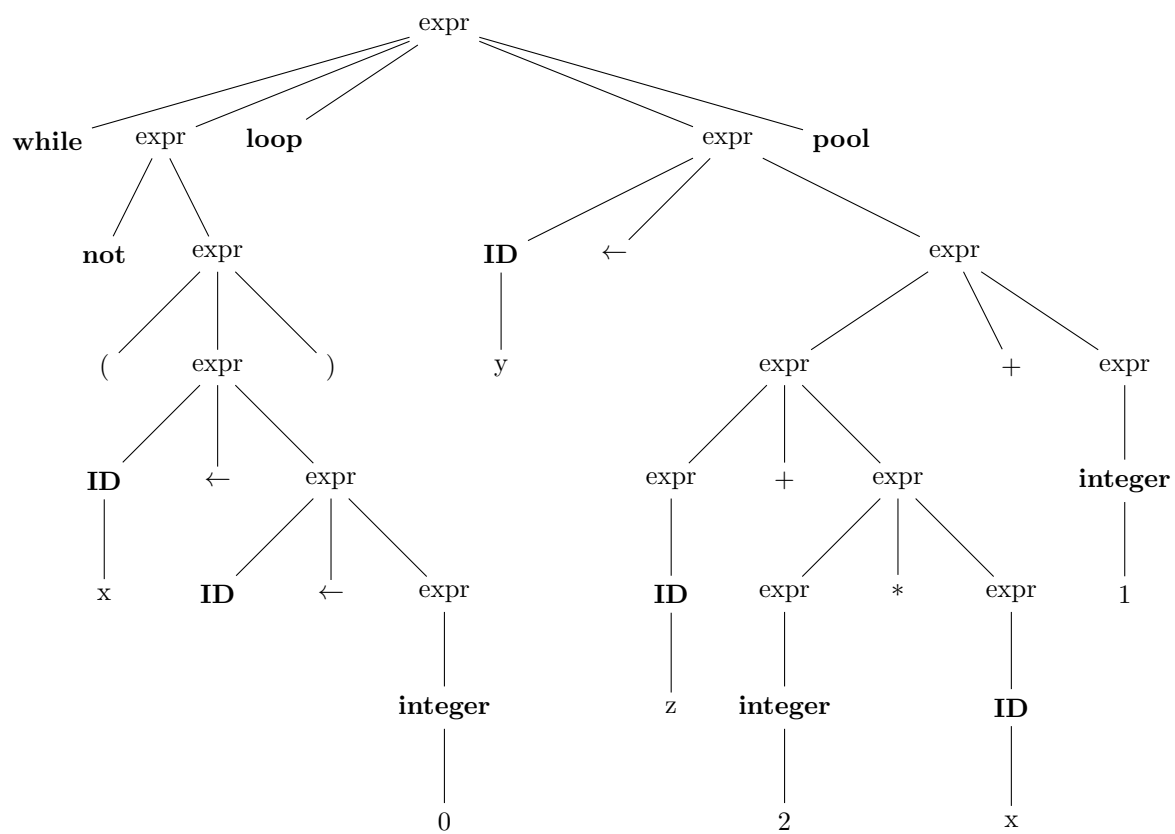 expr
while expr loop expr pool
not expr ID ← expr
( expr ) y expr + expr
ID ← expr expr + expr integer
x ID ← expr ID expr * expr 1
integer z integer ID
0 2 x